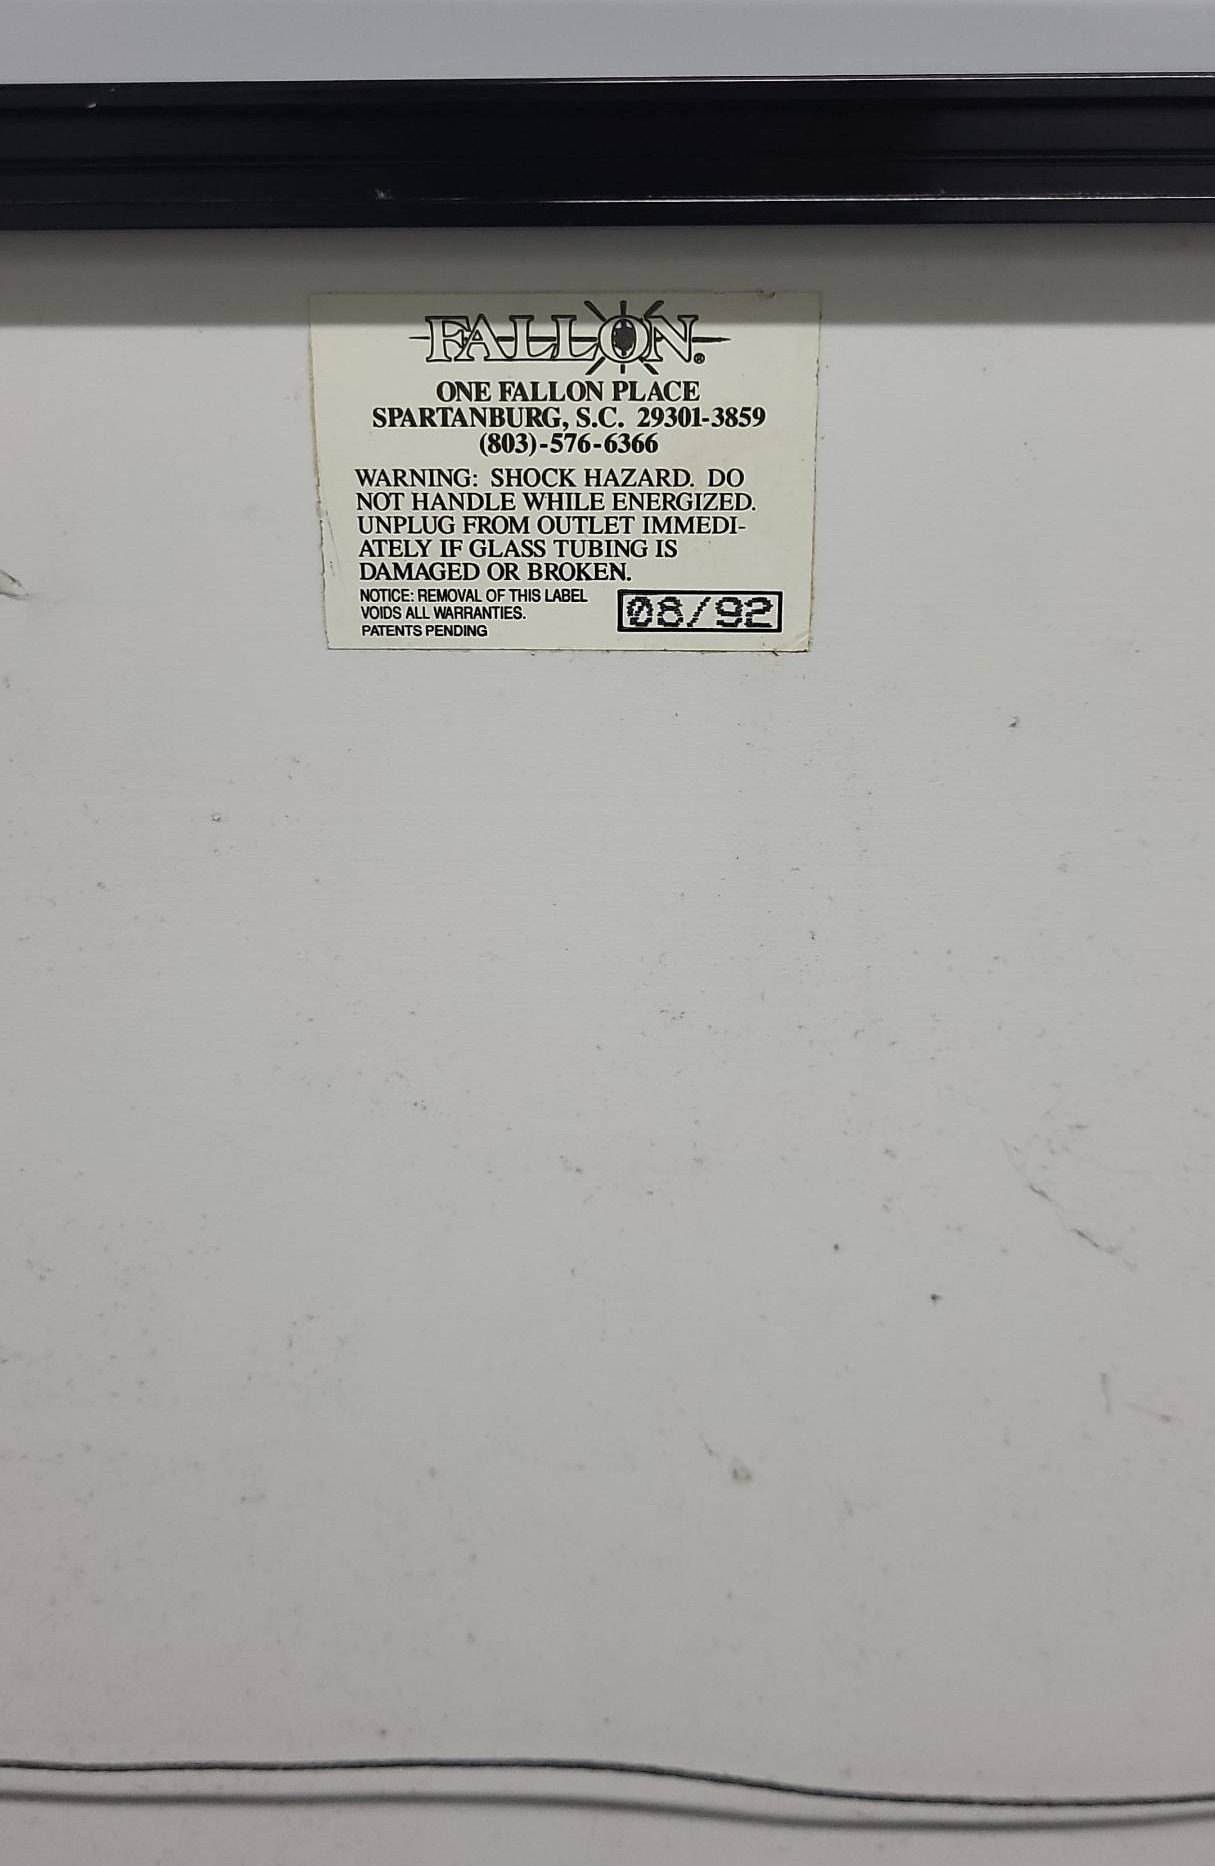 FALLON®
ONE FALLON PLACE
SPARTANBURG, S.C. 29301-3859
(803)-576-6366
WARNING: SHOCK HAZARD. DO
NOT HANDLE WHILE ENERGIZED.
UNPLUG FROM OUTLET IMMEDI-
ATELY IF GLASS TUBING IS
DAMAGED OR BROKEN.
NOTICE: REMOVAL OF THIS LABEL
VOIDS ALL WARRANTIES.
PATENTS PENDING
08/92